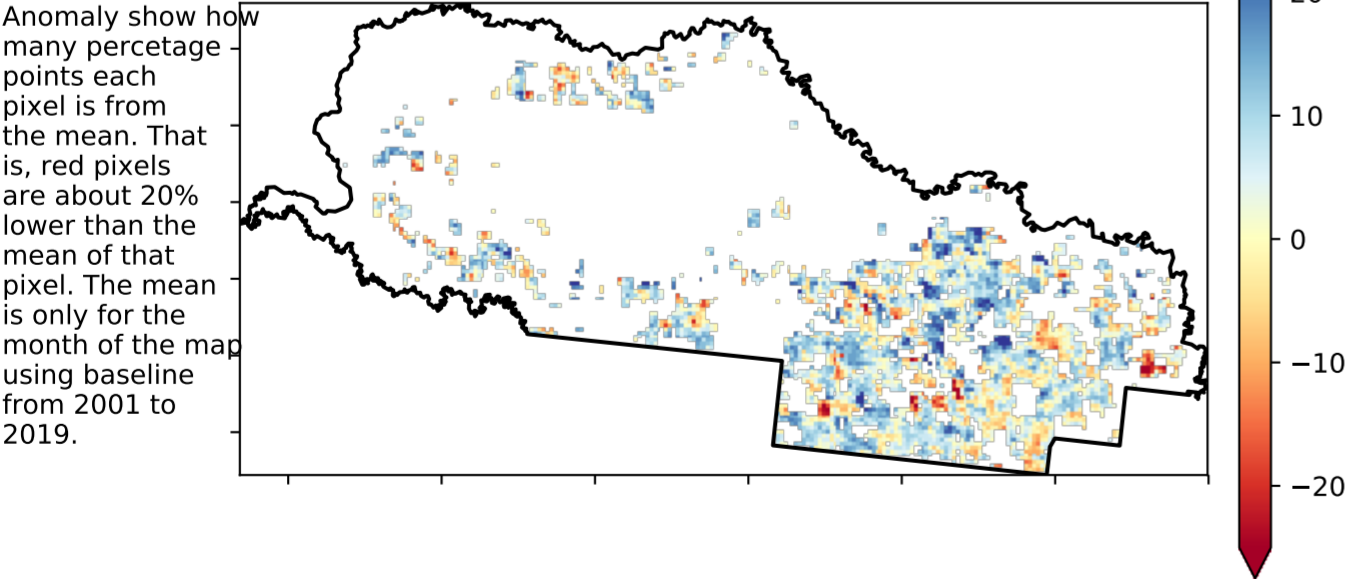 Anomaly show how
many percetage
points each
pixel is from
the mean. That
is, red pixels
are about 20%
lower than the
mean of that
pixel. The mean
is only for the
month of the map
using baseline
from 2001 to
2019.
10
0
−10
−20